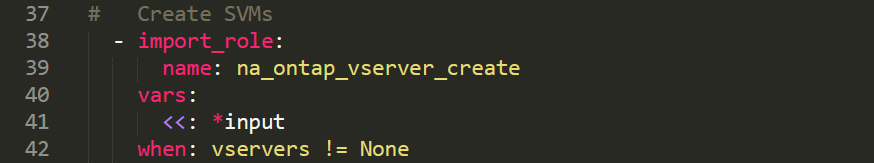 37 #   Create SVMs
38   - import_role:
39       name: na_ontap_vserver_create
40     vars:
41       <<: *input
42     when: vservers != None